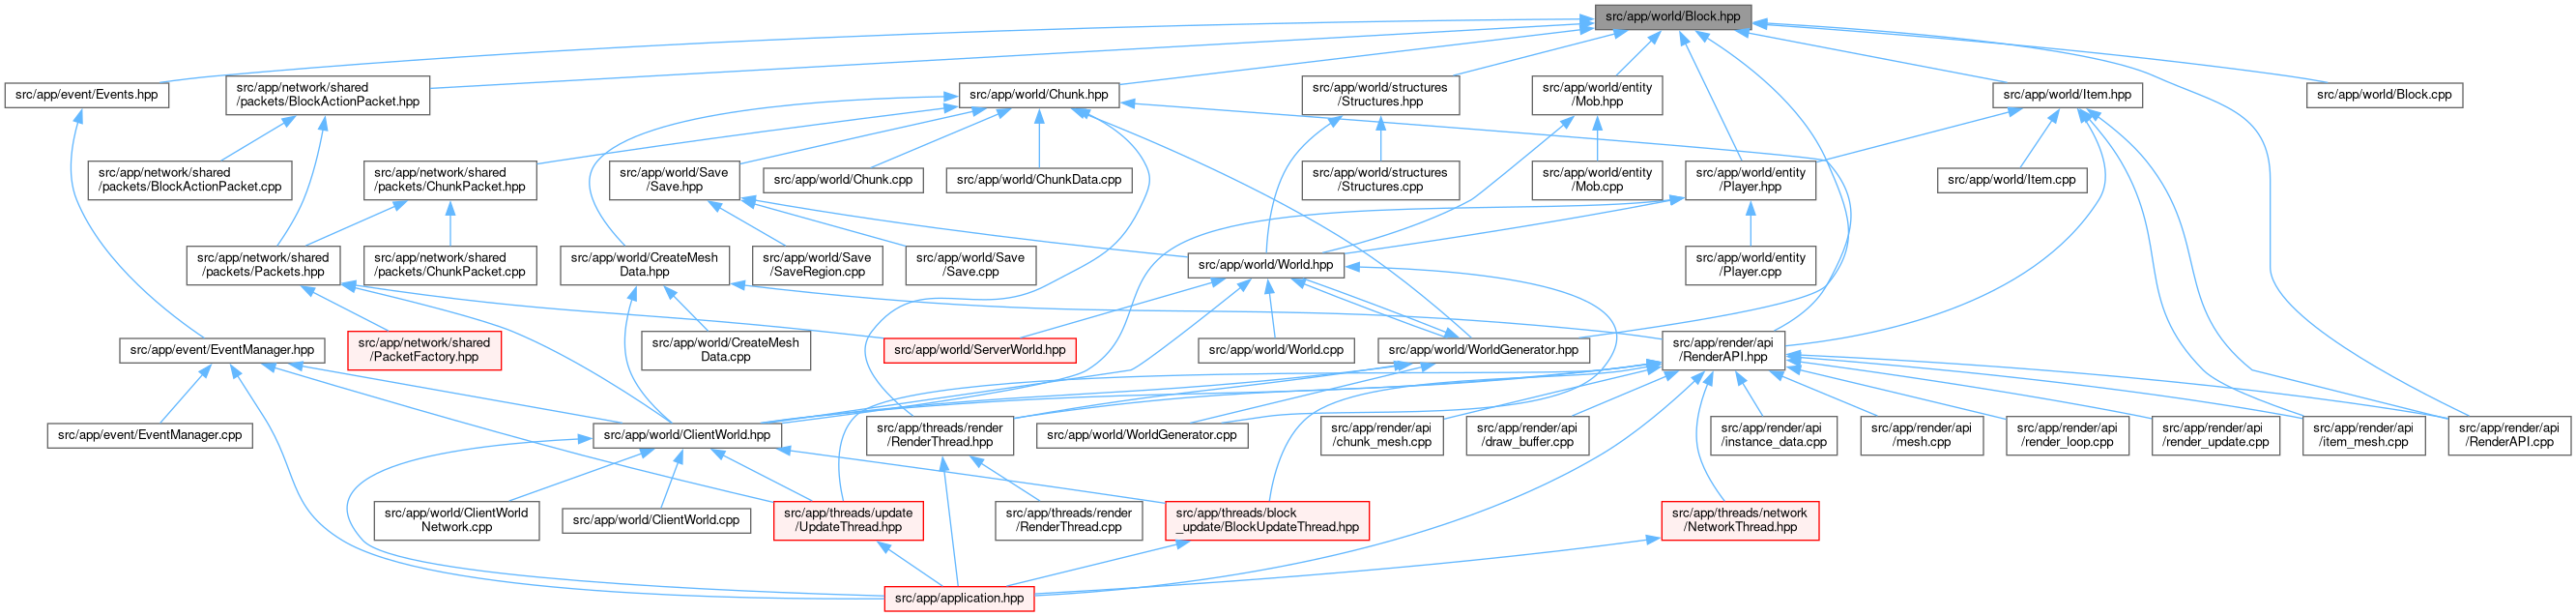 src/app/world/Block.hpp
src/app/event/Events.hpp
src/app/network/shared
/packets/BlockActionPacket.hpp
src/app/world/Chunk.hpp
src/app/world/structures
/Structures.hpp
src/app/world/entity
/Mob.hpp
src/app/world/Item.hpp
src/app/world/Block.cpp
src/app/network/shared
/packets/BlockActionPacket.cpp
src/app/network/shared
/packets/ChunkPacket.hpp
src/app/world/Save
/Save.hpp
src/app/world/Chunk.cpp
src/app/world/ChunkData.cpp
src/app/world/structures
/Structures.cpp
src/app/world/entity
/Mob.cpp
src/app/world/entity
/Player.hpp
src/app/world/Item.cpp
src/app/network/shared
/packets/Packets.hpp
src/app/network/shared
/packets/ChunkPacket.cpp
src/app/world/CreateMesh
Data.hpp
src/app/world/Save
/SaveRegion.cpp
src/app/world/Save
/Save.cpp
src/app/world/World.hpp
src/app/world/entity
/Player.cpp
src/app/event/EventManager.hpp
src/app/network/shared
/PacketFactory.hpp
src/app/world/CreateMesh
Data.cpp
src/app/world/ServerWorld.hpp
src/app/world/World.cpp
src/app/world/WorldGenerator.hpp
src/app/render/api
/RenderAPI.hpp
src/app/event/EventManager.cpp
src/app/world/ClientWorld.hpp
src/app/threads/render
/RenderThread.hpp
src/app/world/WorldGenerator.cpp
src/app/render/api
/chunk_mesh.cpp
src/app/render/api
/draw_buffer.cpp
src/app/render/api
/instance_data.cpp
src/app/render/api
/mesh.cpp
src/app/render/api
/render_loop.cpp
src/app/render/api
/render_update.cpp
src/app/render/api
/item_mesh.cpp
src/app/render/api
/RenderAPI.cpp
src/app/world/ClientWorld
Network.cpp
src/app/world/ClientWorld.cpp
src/app/threads/update
/UpdateThread.hpp
src/app/threads/render
/RenderThread.cpp
src/app/threads/block
_update/BlockUpdateThread.hpp
src/app/threads/network
/NetworkThread.hpp
src/app/application.hpp